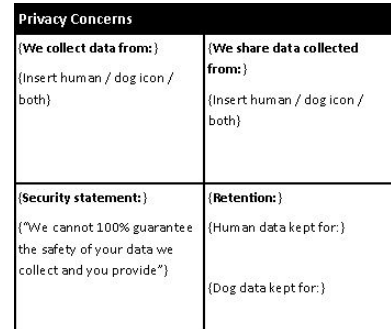 Privacy Concerns
{We collect data from:}
{Insert human / dog icon /
both}
{We share data collected
from:}
{Insert human / dog icon /
both}
{Security statement:}
{“We cannot 100% guarantee
the safety of your data we
collect and you provide”}
{Retention:}
{Human data kept for:}
{Dog data kept for:}